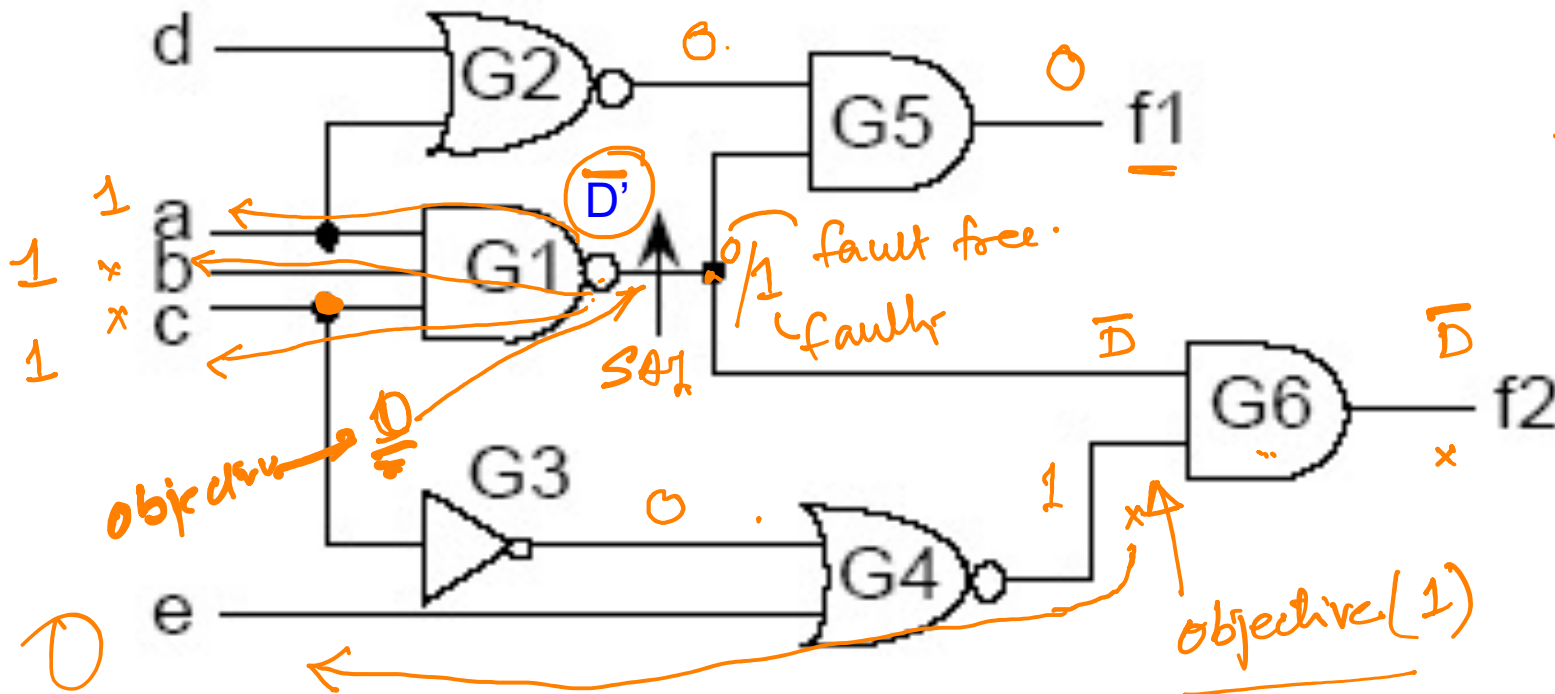 d
G2
0.
0
G5
f1
1
a
D̅'
1 x b
G1
0/1 fault free.
x c
faulty
1
SA1
D̅
D̅
G6
f2
objective
0
x
G3
0
1
x
G4
e
0
objective(1)